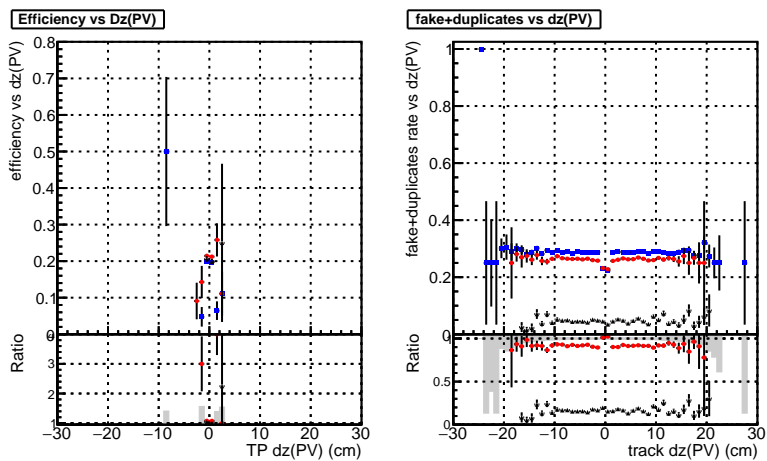 Efficiency vs Dz(PV)
efficiency vs dz(PV)
0.8
0.7
0.6
0.5
0.4
0.3
0.2
0.1
0
Ratio
3
2
1
−30 −20 −10 0 10 20 30
TP dz(PV) (cm)
fake+duplicates vs dz(PV)
fake+duplicates rate vs dz(PV)
1
0.8
0.6
0.4
0.2
0
Ratio
1
0.5
0
−30 −20 −10 0 10 20 30
track dz(PV) (cm)